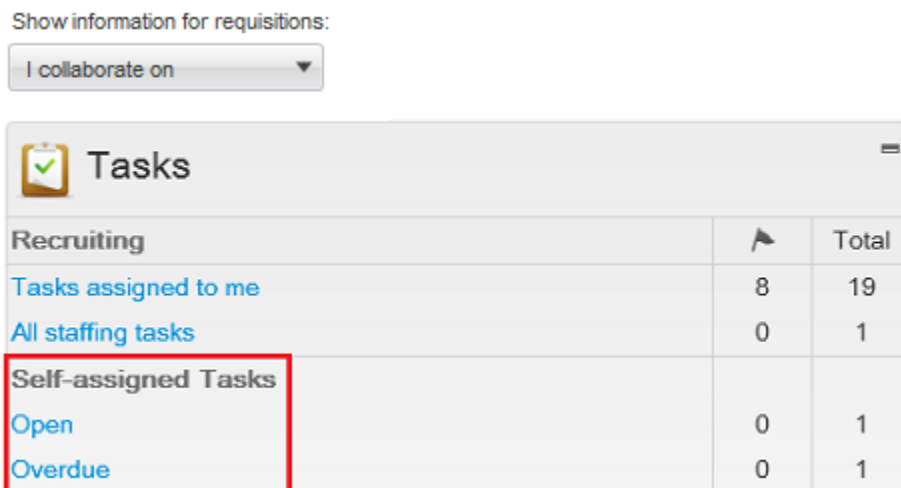 Show information for requisitions:
I collaborate on
Tasks
Recruiting Total
Tasks assigned to me 8 19
All staffing tasks 0 1
Self-assigned Tasks
Open 0 1
Overdue 0 1